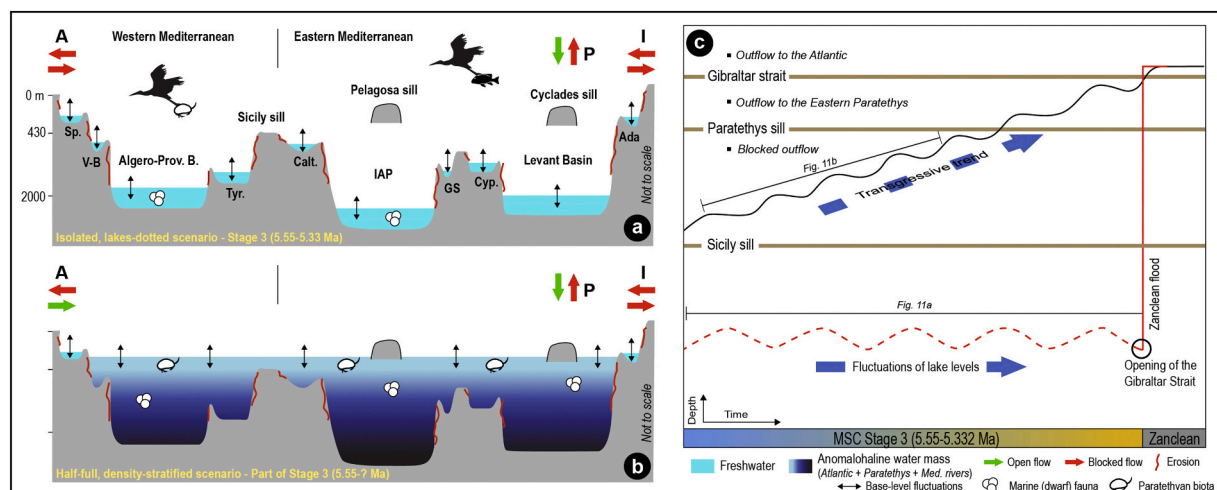 A
Western Mediterranean
Eastern Mediterranean
P
I
0 m
430
2000
Sp.
V-B
Algero-Prov. B.
Tyr.
Sicily sill
Calt.
Pelagosa sill
IAP
GS
Cyp.
Cyclades sill
Levant Basin
Ada
Not to scale
Isolated, lakes-dotted scenario - Stage 3 (5.55-5.33 Ma)
a
A
P
I
Not to scale
Half-full, density-stratified scenario - Part of Stage 3 (5.55-? Ma)
b
c
▪ Outflow to the Atlantic
Gibraltar strait
▪ Outflow to the Eastern Paratethys
Paratethys sill
▪ Blocked outflow
Fig. 11b
Transgressive trend
Sicily sill
Fig. 11a
Zanclean flood
Fluctuations of lake levels
Opening of the
Gibraltar Strait
Depth
Time
MSC Stage 3 (5.55-5.332 Ma)
Zanclean
Freshwater
Anomalohaline water mass
(Atlantic + Paratethys + Med. rivers)
Open flow
Blocked flow
Erosion
Base-level fluctuations
Marine (dwarf) fauna
Paratethyan biota